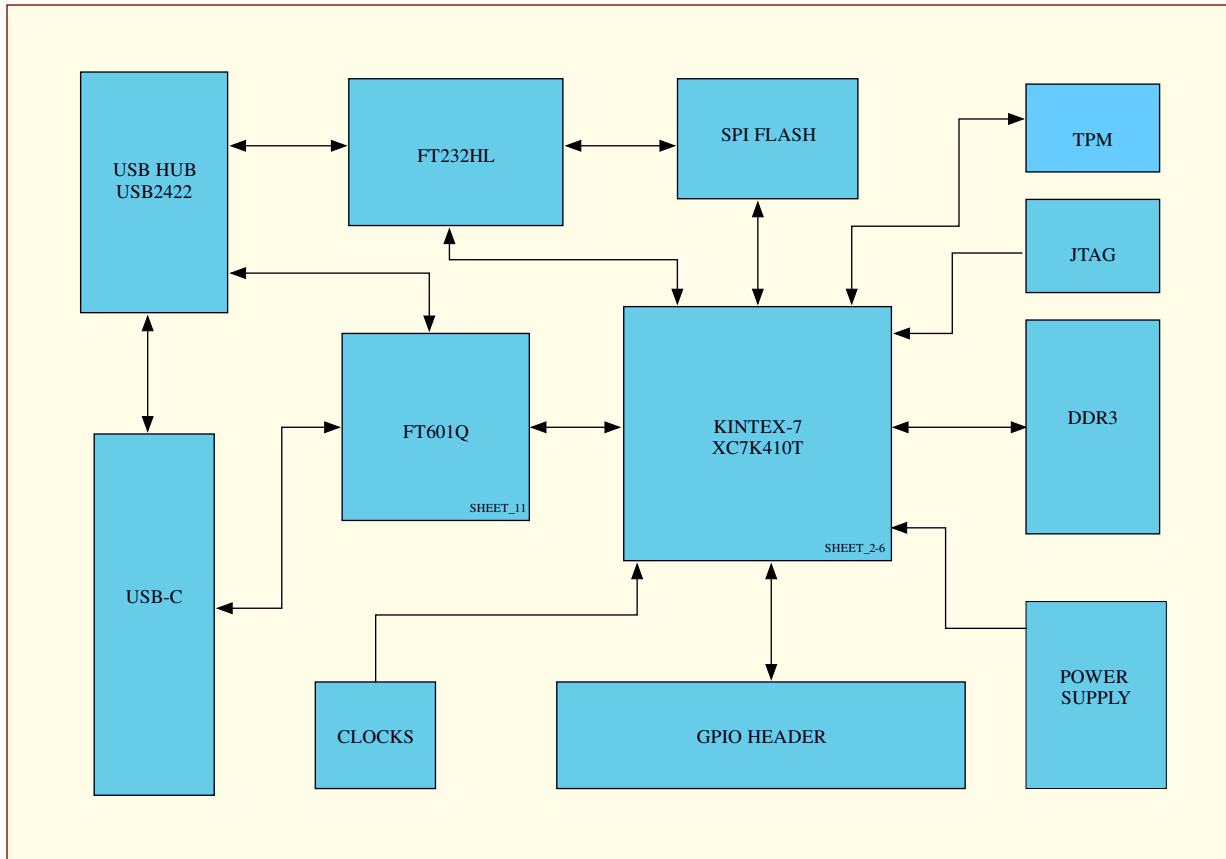 USB HUB
USB2422
FT232HL
SPI FLASH
TPM
JTAG
FT601Q
SHEET_11
KINTEX-7
XC7K410T
SHEET_2-6
DDR3
USB-C
CLOCKS
GPIO HEADER
POWER
SUPPLY